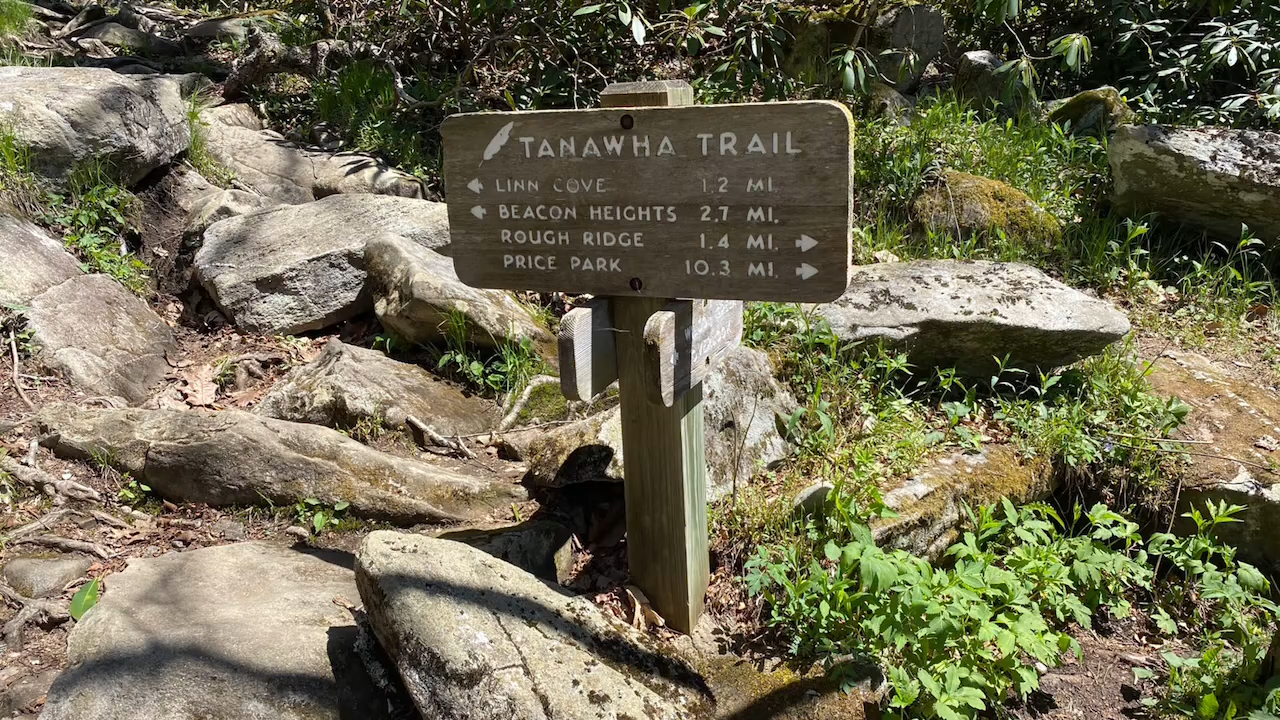 TANAWHA TRAIL
LINN COVE 1.2 MI.
BEACON HEIGHTS 2.7 MI.
ROUGH RIDGE 1.4 MI.
PRICE PARK 10.3 MI.